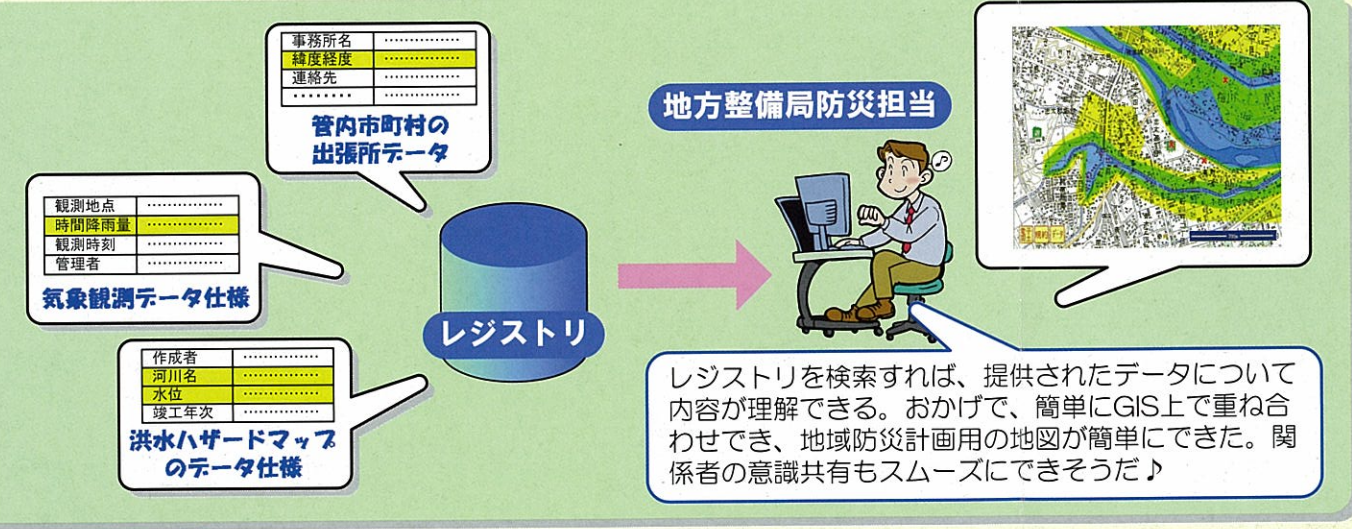 事務所名 ……………
緯度経度 ……………
連絡先 ……………
……… ……………
管内市町村の
出張所データ
観測地点 ……………
時間降雨量 ……………
観測時刻 ……………
管理者 ……………
気象観測データ仕様
作成者 ……………
河川名 ……………
水位 ……………
竣工年次 ……………
洪水ハザードマップ
のデータ仕様
レジストリ
地方整備局防災担当
レジストリを検索すれば、提供されたデータについて
内容が理解できる。おかげで、簡単にGIS上で重ね合
わせでき、地域防災計画用の地図が簡単にできた。関
係者の意識共有もスムーズにできそうだ♪